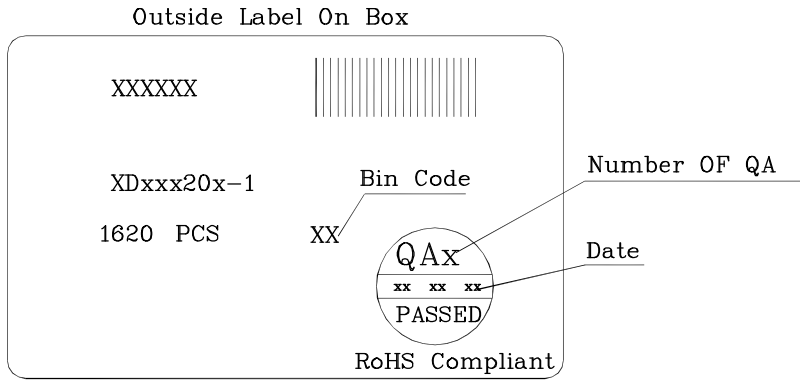 Outside Label On Box
XXXXXX
Number OF QA
XDxxx20x-1
Bin Code
1620 PCS
XX
QAx
Date
xx xx xx
PASSED
RoHS Compliant